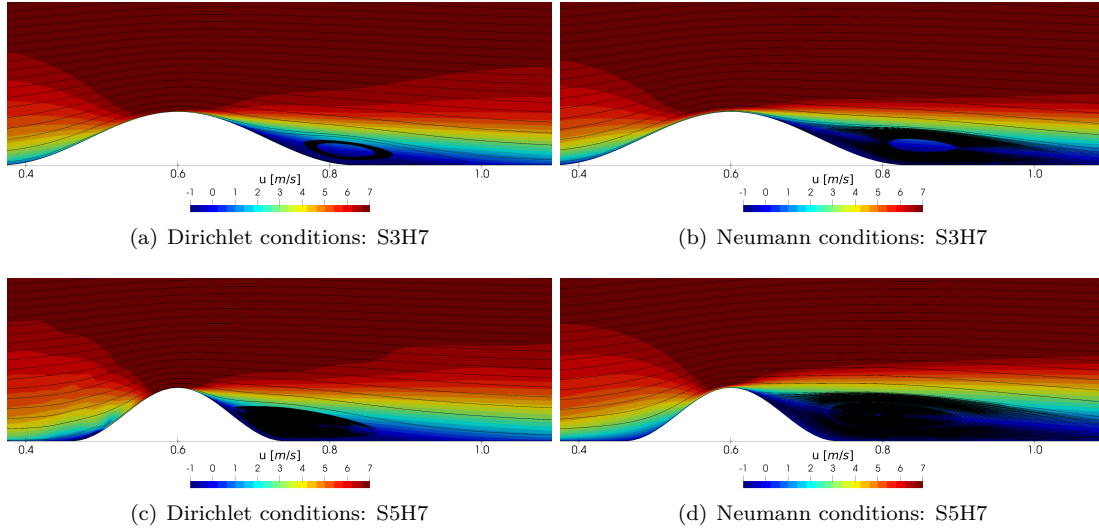 0.4 0.6 0.8 1.0
u [m/s]
-1 0 1 2 3 4 5 6 7
(a) Dirichlet conditions: S3H7
0.4 0.6 0.8 1.0
u [m/s]
-1 0 1 2 3 4 5 6 7
(b) Neumann conditions: S3H7
0.4 0.6 0.8 1.0
u [m/s]
-1 0 1 2 3 4 5 6 7
(c) Dirichlet conditions: S5H7
0.4 0.6 0.8 1.0
u [m/s]
-1 0 1 2 3 4 5 6 7
(d) Neumann conditions: S5H7